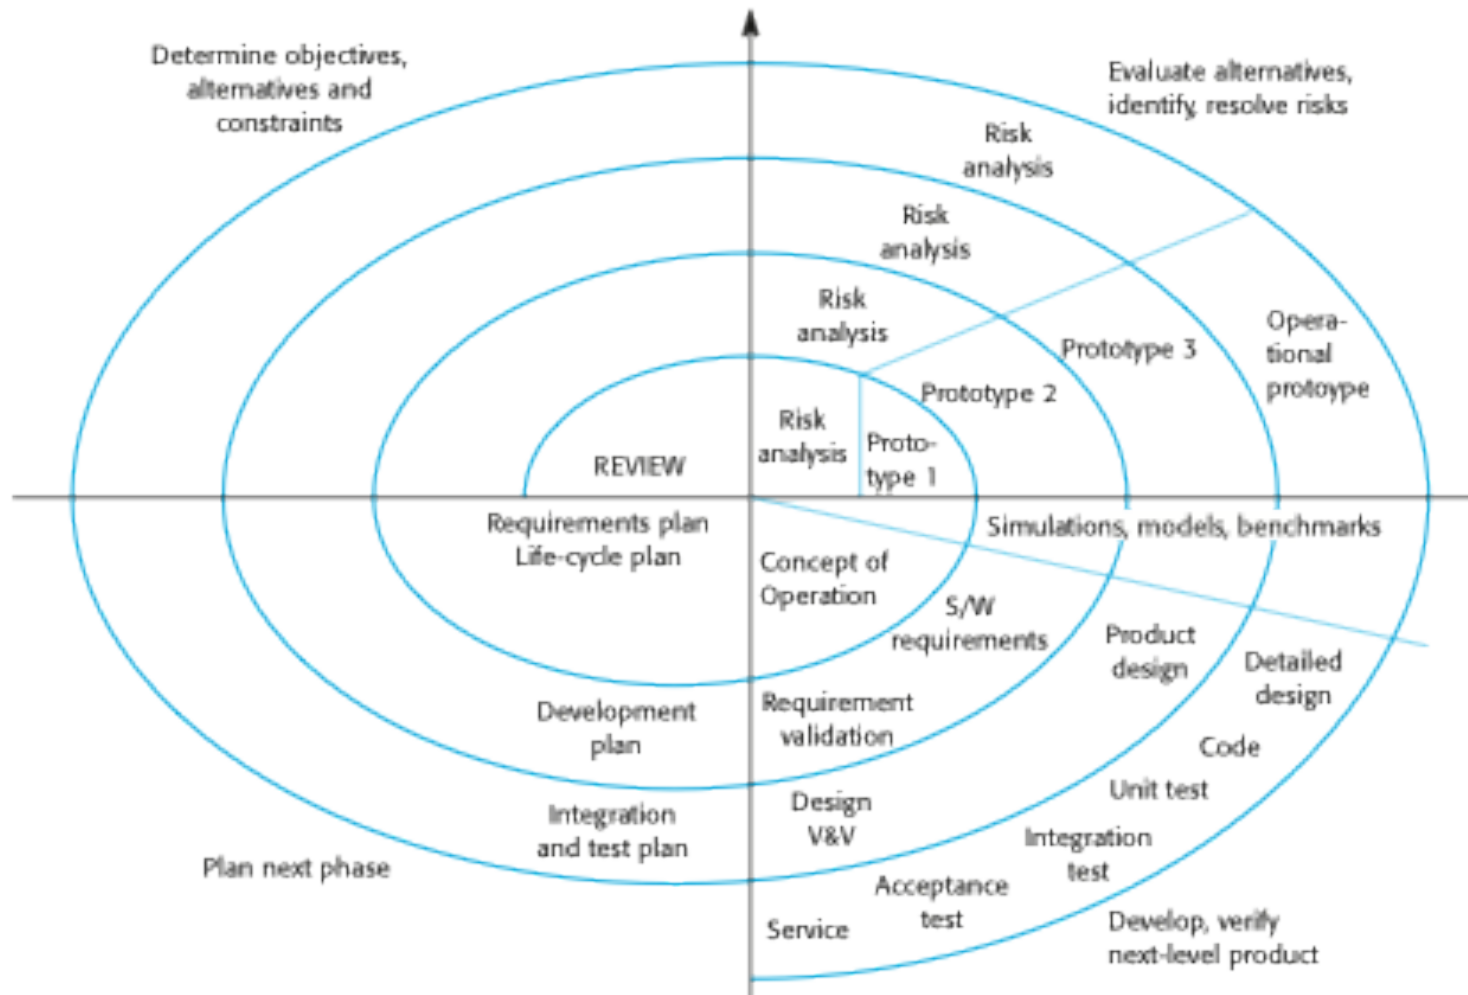 Determine objectives,
alternatives and
constraints
Evaluate alternatives,
identify, resolve risks
Risk
analysis
Risk
analysis
Risk
analysis
Risk
analysis
Proto-
type 1
Prototype 2
Prototype 3
Opera-
tional
protoype
REVIEW
Requirements plan
Life-cycle plan
Simulations, models, benchmarks
Concept of
Operation
S/W
requirements
Product
design
Detailed
design
Development
plan
Requirement
validation
Code
Unit test
Integration
and test plan
Design
V&V
Integration
test
Plan next phase
Acceptance
test
Service
Develop, verify
next-level product